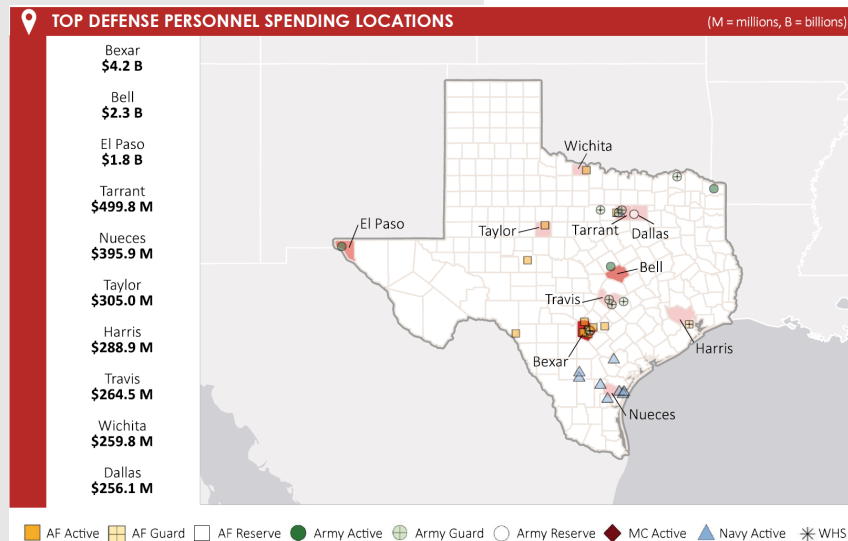 TOP DEFENSE PERSONNEL SPENDING LOCATIONS
(M = millions, B = billions)
Bexar
$4.2 B
Bell
$2.3 B
El Paso
$1.8 B
Tarrant
$499.8 M
Nueces
$395.9 M
Taylor
$305.0 M
Harris
$288.9 M
Travis
$264.5 M
Wichita
$259.8 M
Dallas
$256.1 M
Wichita
El Paso
Taylor
Tarrant
Dallas
Bell
Travis
Harris
Bexar
Nueces
AF Active
AF Guard
AF Reserve
Army Active
Army Guard
Army Reserve
MC Active
Navy Active
WHS